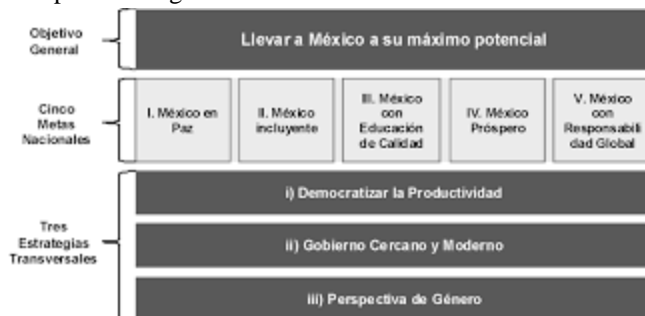 Objetivo
General
Llevar a México a su máximo potencial
Cinco
Metas
Nacionales
I. México en
Paz
II. México
incluyente
III. México
con
Educación
de Calidad
IV. México
Próspero
V. México
con
Responsabili
dad Global
Tres
Estrategias
Transversales
i) Democratizar la Productividad
ii) Gobierno Cercano y Moderno
iii) Perspectiva de Género